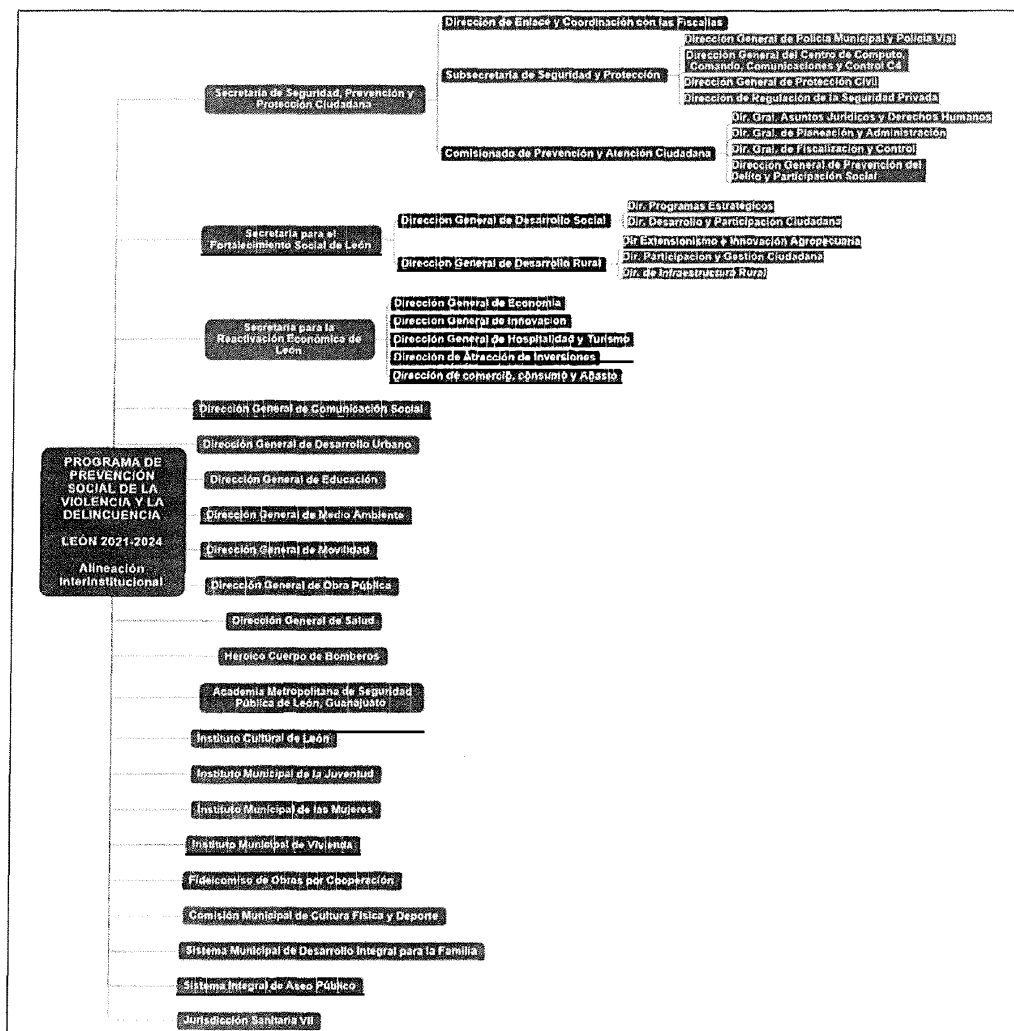 Dirección de Enlace y Coordinación con las Fiscalías
Dirección General de Policía Municipal y Policía Vial
Subsecretaría de Seguridad y Protección
Dirección General del Centro de Computo,
Comando, Comunicaciones y Control C4
Dirección General de Protección Civil
Dirección de Regulación de la Seguridad Privada
Secretaría de Seguridad, Prevención y
Protección Ciudadana
Dir. Gral. Asuntos Jurídicos y Derechos Humanos
Dir. Gral. de Planeación y Administración
Comisionado de Prevención y Atención Ciudadana
Dir. Gral. de Fiscalización y Control
Dirección General de Prevención del
Delito y Participación Social
Secretaría para el
Fortalecimiento Social de León
Dirección General de Desarrollo Social
Dir. Programas Estratégicos
Dir. Desarrollo y Participación Ciudadana
Dirección General de Desarrollo Rural
Dir Extensionismo e Innovación Agropecuaria
Dir. Participación y Gestión Ciudadana
Dir. de Infraestructura Rural
Secretaría para la
Reactivación Económica de
León
Dirección General de Economía
Dirección General de Innovación
Dirección General de Hospitalidad y Turismo
Dirección de Atracción de Inversiones
Dirección de comercio, consumo y Abasto
Dirección General de Comunicación Social
Dirección General de Desarrollo Urbano
PROGRAMA DE
PREVENCIÓN
SOCIAL DE LA
VIOLENCIA Y LA
DELINCUENCIA
LEÓN 2021-2024
Alineación
Interinstitucional
Dirección General de Educación
Dirección General de Medio Ambiente
Dirección General de Movilidad
Dirección General de Obra Pública
Dirección General de Salud
Heroico Cuerpo de Bomberos
Academia Metropolitana de Seguridad
Pública de León, Guanajuato
Instituto Cultural de León
Instituto Municipal de la Juventud
Instituto Municipal de las Mujeres
Instituto Municipal de Vivienda
Fideicomiso de Obras por Cooperación
Comisión Municipal de Cultura Física y Deporte
Sistema Municipal de Desarrollo Integral para la Familia
Sistema Integral de Aseo Público
Jurisdicción Sanitaria VII